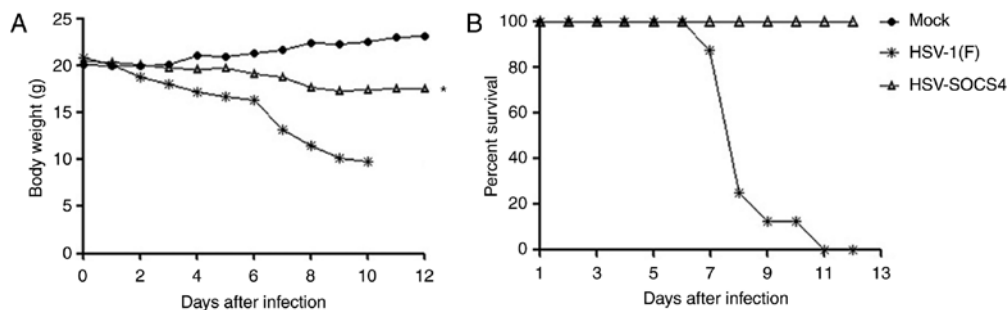 A
Body weight (g)
25
20
15
10
5
0
0 2 4 6 8 10 12
Days after infection
*
B
Percent survival
100
80
60
40
20
0
1 3 5 7 9 11 13
Days after infection
Mock
HSV-1(F)
HSV-SOCS4